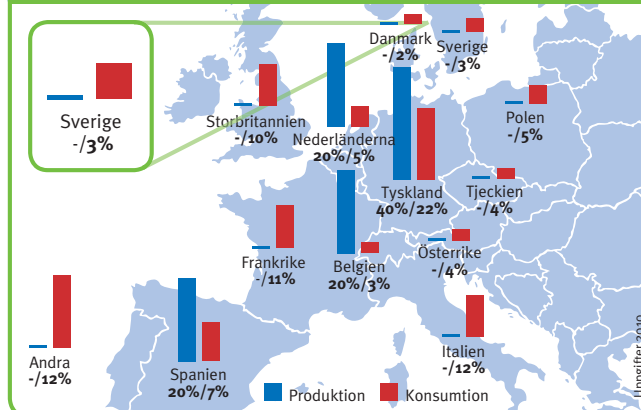 Danmark
-/2%
Sverige
-/3%
Sverige
-/3%
Storbritannien
-/10%
Nederländerna
20%/5%
Polen
-/5%
Tyskland
40%/22%
Tjeckien
-/4%
Frankrike
-/11%
Belgien
20%/3%
Österrike
-/4%
Andra
-/12%
Spanien
20%/7%
Italien
-/12%
Produktion
Konsumtion